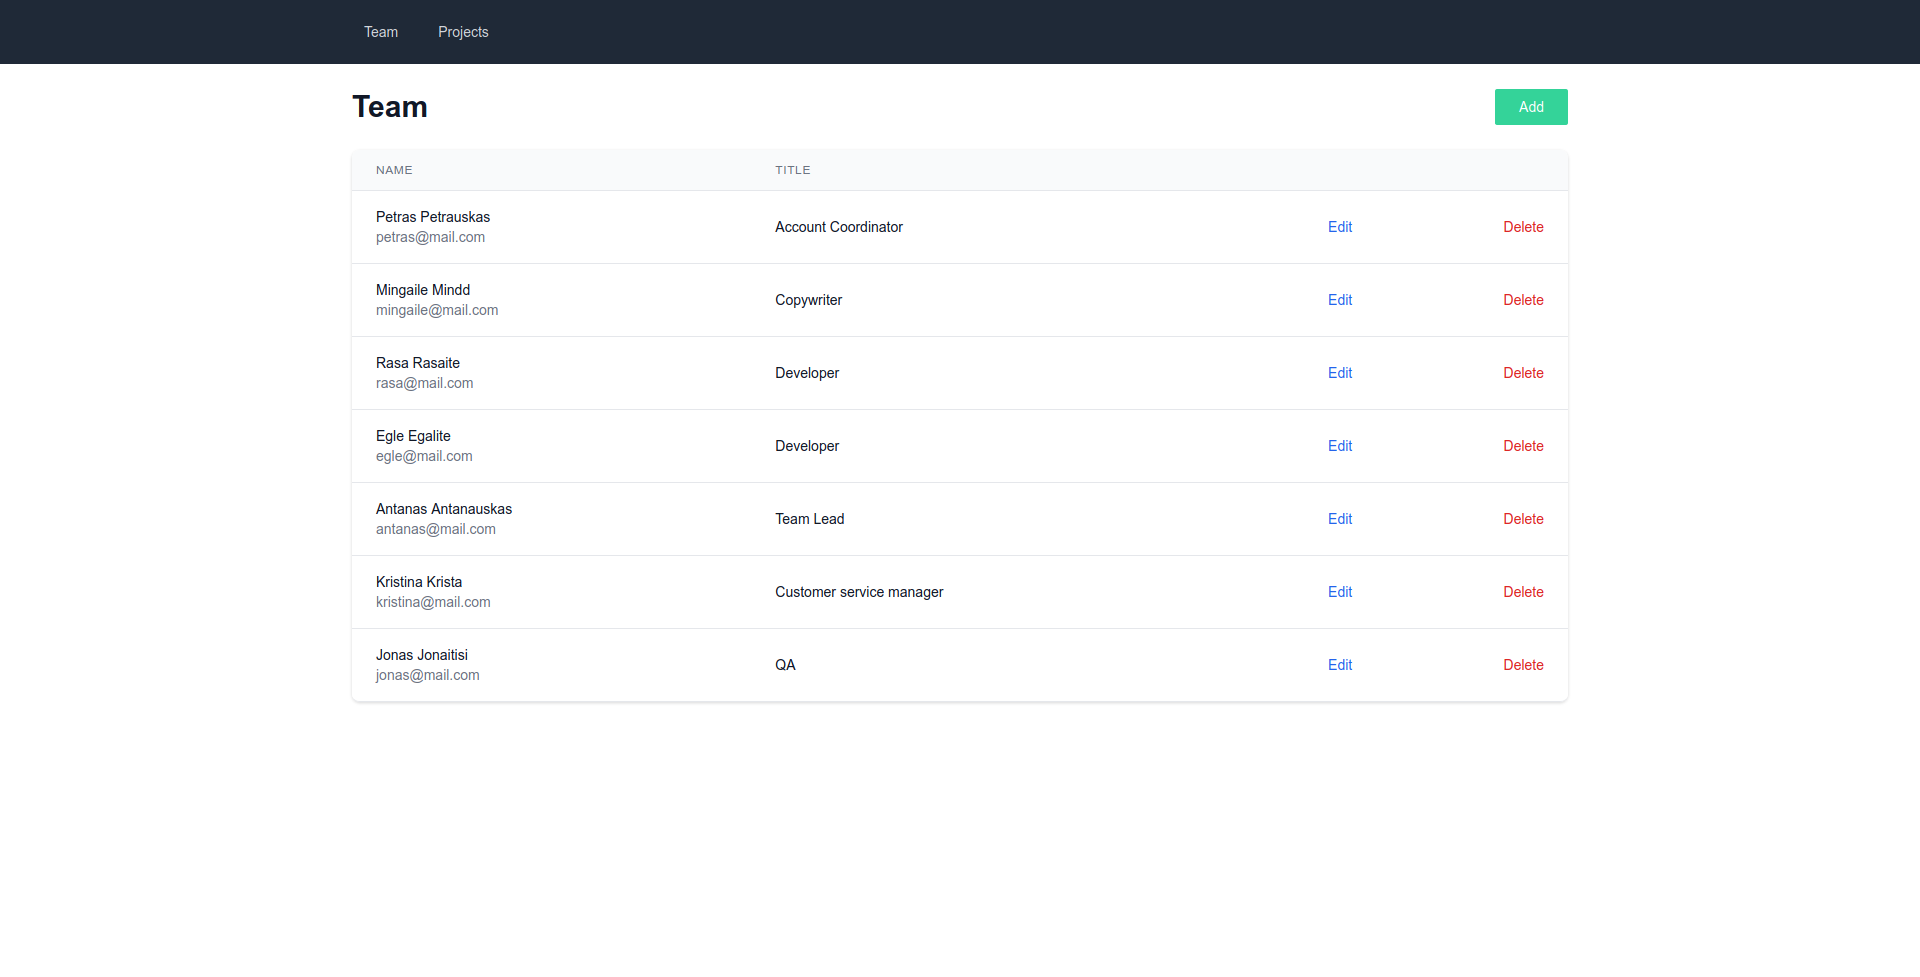 Team Projects
Team Add
NAME TITLE
Petras Petrauskas
petras@mail.com
Account Coordinator Edit Delete
Mingaile Mindd
mingaile@mail.com
Copywriter Edit Delete
Rasa Rasaite
rasa@mail.com
Developer Edit Delete
Egle Egalite
egle@mail.com
Developer Edit Delete
Antanas Antanauskas
antanas@mail.com
Team Lead Edit Delete
Kristina Krista
kristina@mail.com
Customer service manager Edit Delete
Jonas Jonaitisi
jonas@mail.com
QA Edit Delete